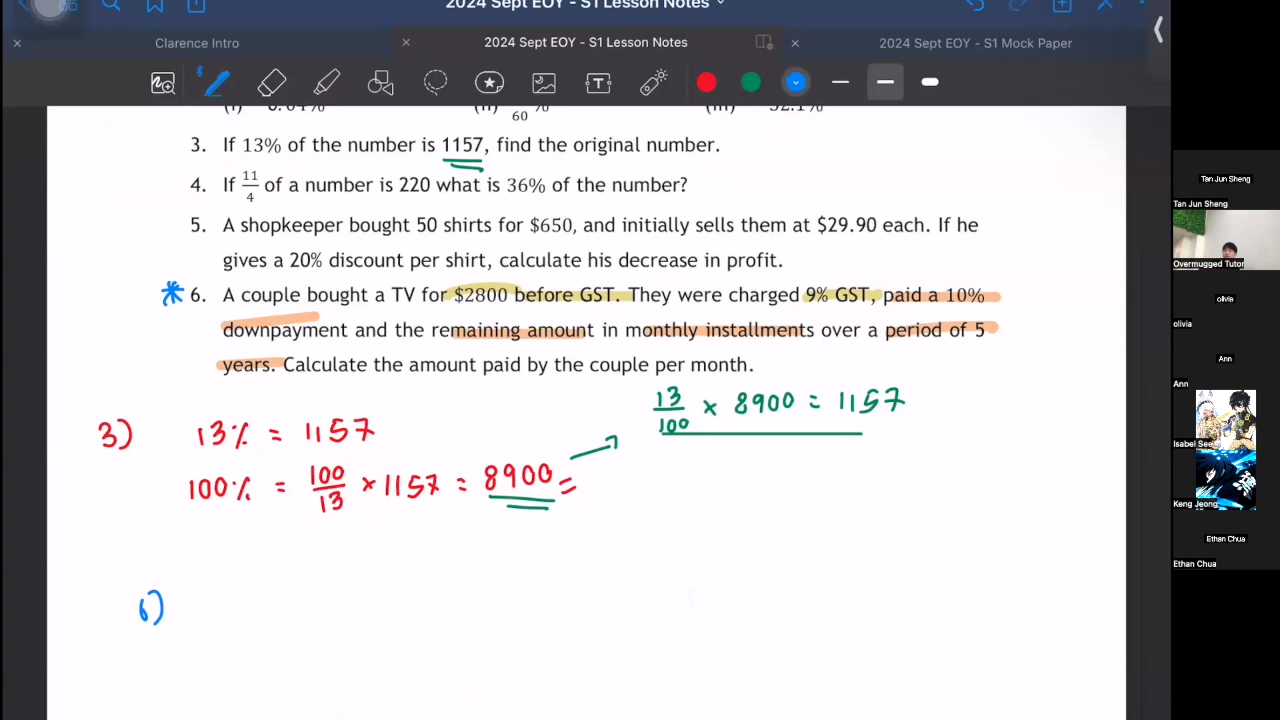 2024 Sept EOY - S1 Lesson Notes
Clarence Intro
2024 Sept EOY - S1 Lesson Notes
2024 Sept EOY - S1 Mock Paper
60
3. If 13% of the number is 1157, find the original number.
4. If 11/4 of a number is 220 what is 36% of the number?
5. A shopkeeper bought 50 shirts for $650, and initially sells them at $29.90 each. If he
gives a 20% discount per shirt, calculate his decrease in profit.
* 6. A couple bought a TV for $2800 before GST. They were charged 9% GST, paid a 10%
downpayment and the remaining amount in monthly installments over a period of 5
years. Calculate the amount paid by the couple per month.
13/100 × 8900 = 1157
3) 13% = 1157
100% = 100/13 × 1157 = 8900 =
6)
Tan Jun Sheng
Tan Jun Sheng
Overmugged Tutor
olivia
olivia
Ann
Ann
Isabel See
Keng Jeong
Ethan Chua
Ethan Chua